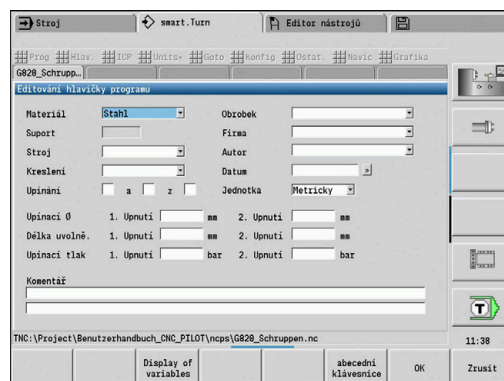 Stroj smart.Turn Editor nástrojů
Prog Hlav. ICP Units» Goto Konfig Ostat. Navíc Grafika
G820_Schrupp…
Editování hlavičky programu
Materiál Stahl Obrobek
Suport Firma
Stroj Autor
Kreslení Datum »
Upínání a z Jednotka Metricky
Upínací Ø 1. Upnutí mm 2. Upnutí mm
Délka uvolně. 1. Upnutí mm 2. Upnutí mm
Upínací tlak 1. Upnutí bar 2. Upnutí bar
Komentář
T
TNC:\Project\Benutzerhandbuch_CNC_PILOT\ncps\G820_Schruppen.nc
11:38
Display of variables abecední klávesnice OK Zrusit